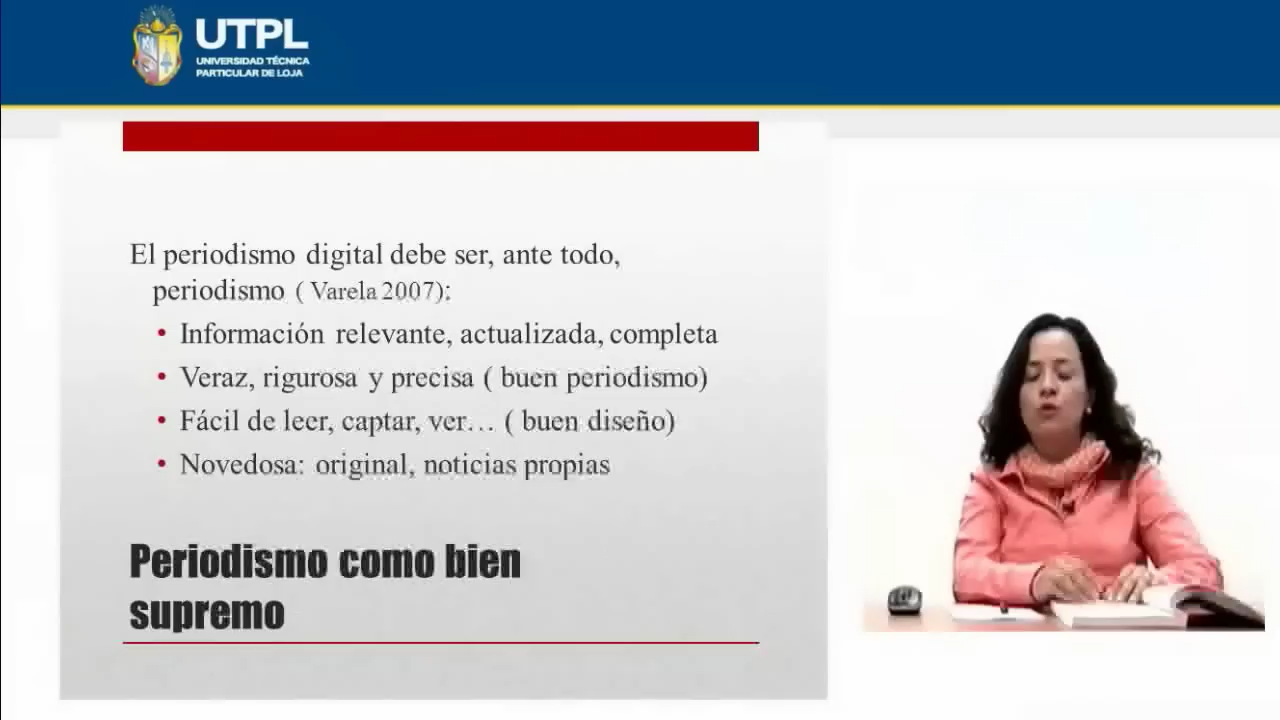 UTPL
UNIVERSIDAD TÉCNICA
PARTICULAR DE LOJA
El periodismo digital debe ser, ante todo,
periodismo ( Varela 2007):
• Información relevante, actualizada, completa
• Veraz, rigurosa y precisa ( buen periodismo)
• Fácil de leer, captar, ver… ( buen diseño)
• Novedosa: original, noticias propias
Periodismo como bien
supremo